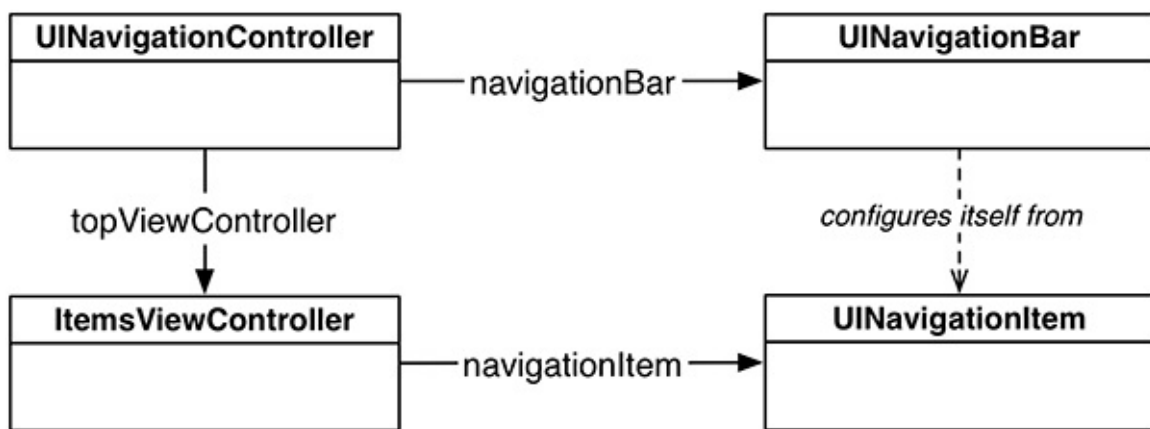 UINavigationController
UINavigationBar
navigationBar
topViewController
configures itself from
ItemsViewController
UINavigationItem
navigationItem